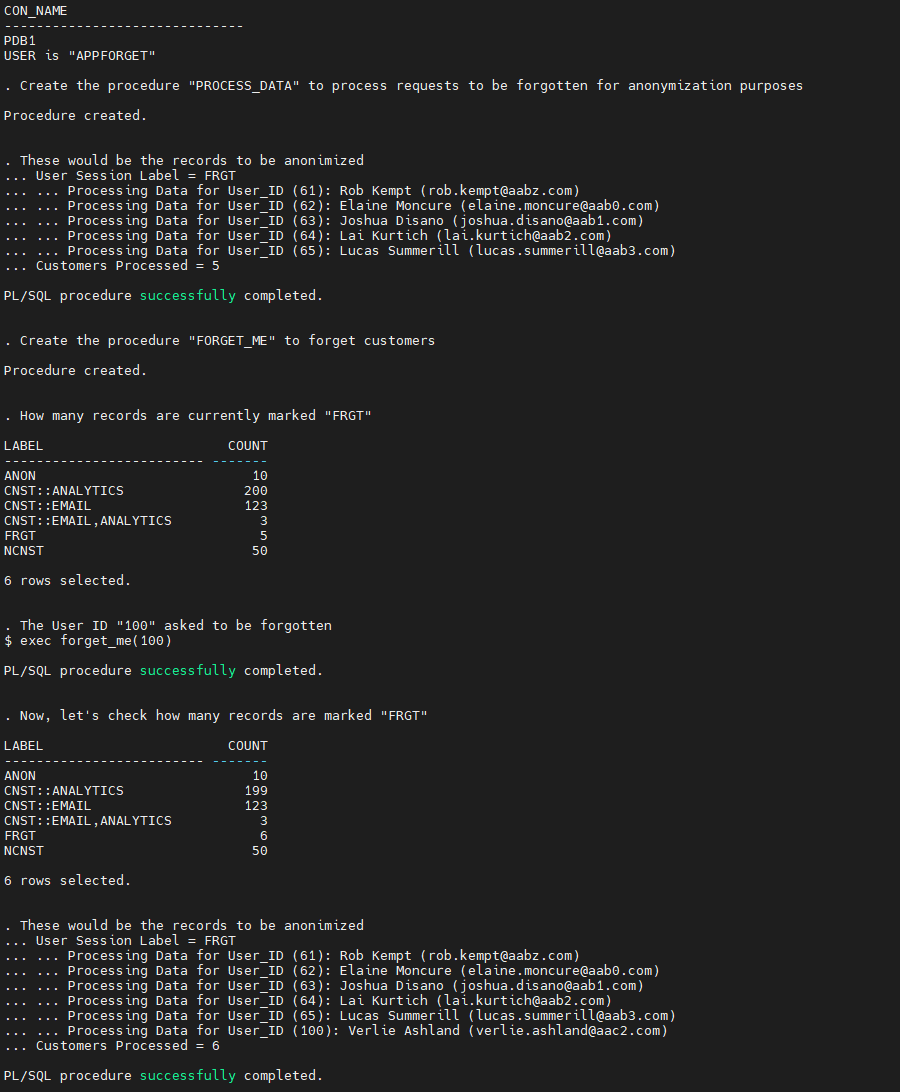 CON_NAME
------------------------------
PDB1
USER is "APPFORGET"
. Create the procedure "PROCESS_DATA" to process requests to be forgotten for anonymization purposes
Procedure created.
. These would be the records to be anonimized
... User Session Label = FRGT
... ... Processing Data for User_ID (61): Rob Kempt (rob.kempt@aabz.com)
... ... Processing Data for User_ID (62): Elaine Moncure (elaine.moncure@aab0.com)
... ... Processing Data for User_ID (63): Joshua Disano (joshua.disano@aab1.com)
... ... Processing Data for User_ID (64): Lai Kurtich (lai.kurtich@aab2.com)
... ... Processing Data for User_ID (65): Lucas Summerill (lucas.summerill@aab3.com)
... Customers Processed = 5
PL/SQL procedure successfully completed.
. Create the procedure "FORGET_ME" to forget customers
Procedure created.
. How many records are currently marked "FRGT"
LABEL                       COUNT
------------------------- -------
ANON                           10
CNST::ANALYTICS               200
CNST::EMAIL                   123
CNST::EMAIL,ANALYTICS           3
FRGT                            5
NCNST                          50
6 rows selected.
. The User ID "100" asked to be forgotten
$ exec forget_me(100)
PL/SQL procedure successfully completed.
. Now, let's check how many records are marked "FRGT"
LABEL                       COUNT
------------------------- -------
ANON                           10
CNST::ANALYTICS               199
CNST::EMAIL                   123
CNST::EMAIL,ANALYTICS           3
FRGT                            6
NCNST                          50
6 rows selected.
. These would be the records to be anonimized
... User Session Label = FRGT
... ... Processing Data for User_ID (61): Rob Kempt (rob.kempt@aabz.com)
... ... Processing Data for User_ID (62): Elaine Moncure (elaine.moncure@aab0.com)
... ... Processing Data for User_ID (63): Joshua Disano (joshua.disano@aab1.com)
... ... Processing Data for User_ID (64): Lai Kurtich (lai.kurtich@aab2.com)
... ... Processing Data for User_ID (65): Lucas Summerill (lucas.summerill@aab3.com)
... ... Processing Data for User_ID (100): Verlie Ashland (verlie.ashland@aac2.com)
... Customers Processed = 6
PL/SQL procedure successfully completed.